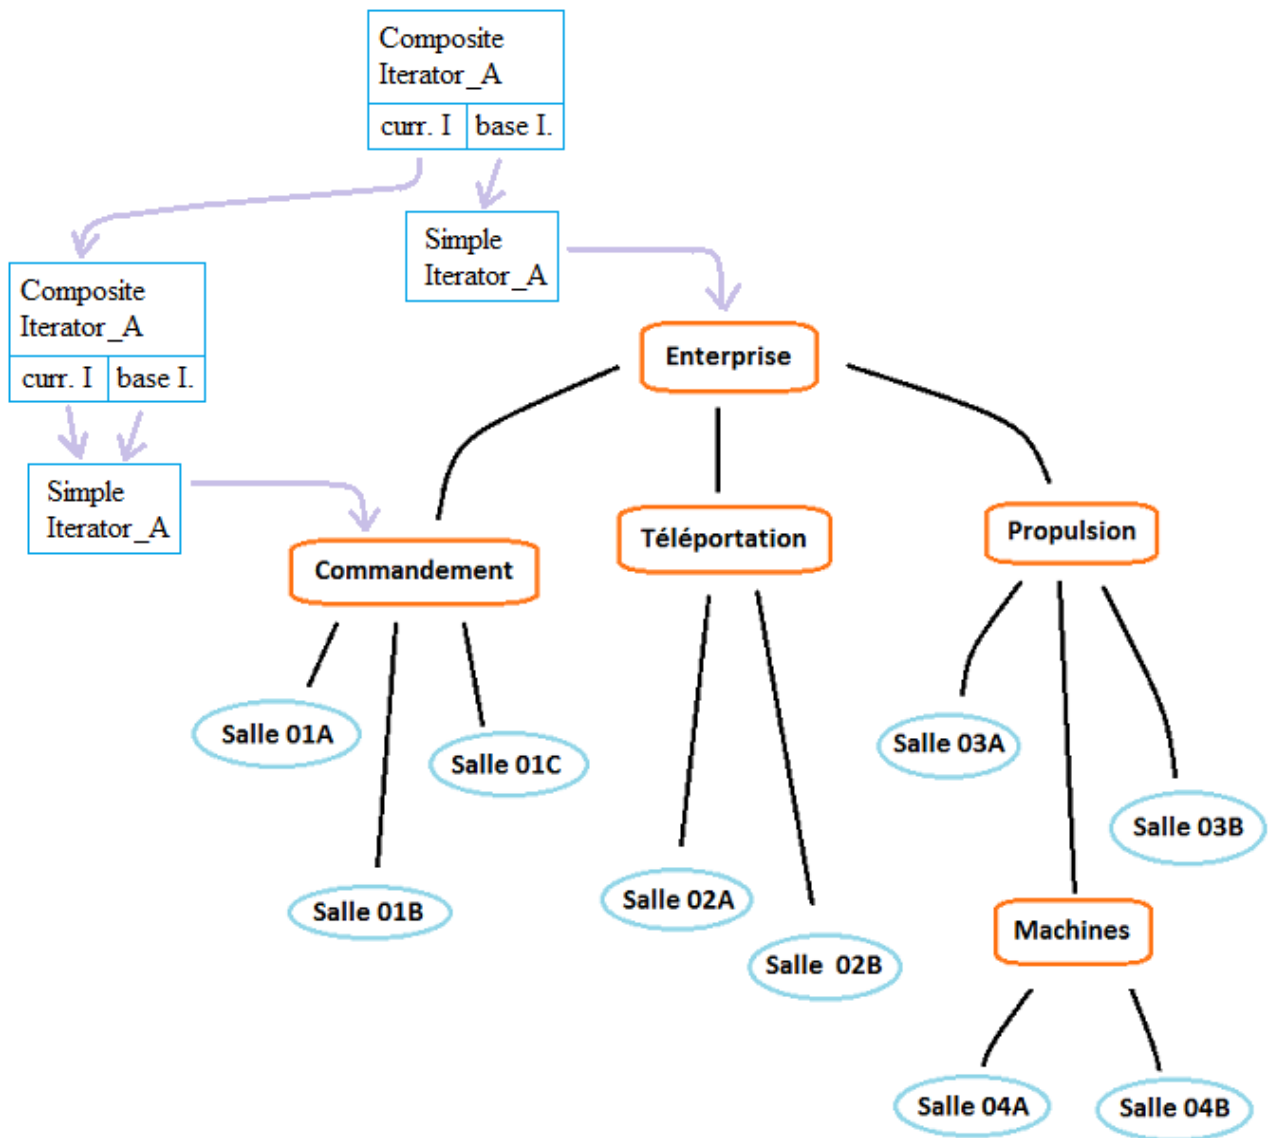 Composite
Iterator_A
curr. I
base I.
Simple
Iterator_A
Composite
Iterator_A
curr. I
base I.
Simple
Iterator_A
Enterprise
Commandement
Téléportation
Propulsion
Salle 01A
Salle 01C
Salle 01B
Salle 02A
Salle 02B
Salle 03A
Salle 03B
Machines
Salle 04A
Salle 04B